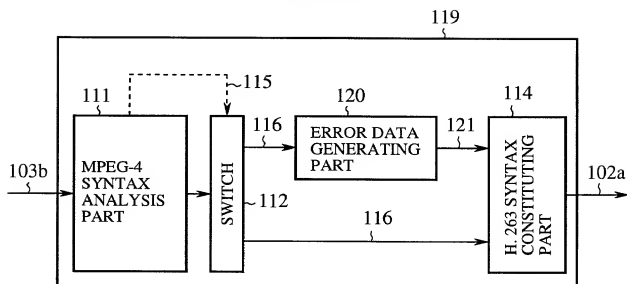 119
111
115
120
114
116
121
ERROR DATA
GENERATING
PART
103b
MPEG-4
SYNTAX
ANALYSIS
PART
SWITCH
112
116
H. 263 SYNTAX
CONSTITUTING
PART
102a